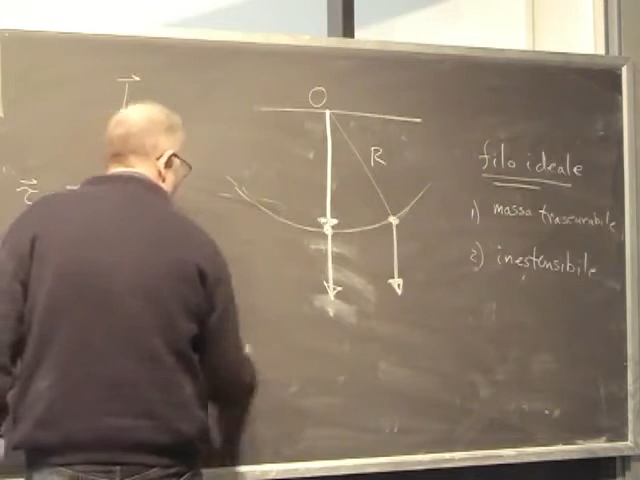 T
O
R
τ
filo ideale
1) massa trascurabile
2) inestensibile